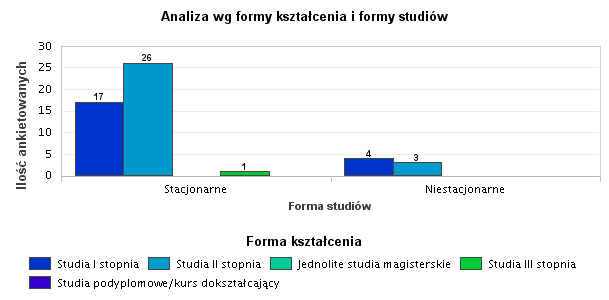 Analiza wg formy kształcenia i formy studiów
Ilość ankietowanych
30
25
20
15
10
5
0
17
26
1
4
3
Stacjonarne
Niestacjonarne
Forma studiów
Forma kształcenia
Studia I stopnia
Studia II stopnia
Jednolite studia magisterskie
Studia III stopnia
Studia podyplomowe/kurs dokształcający